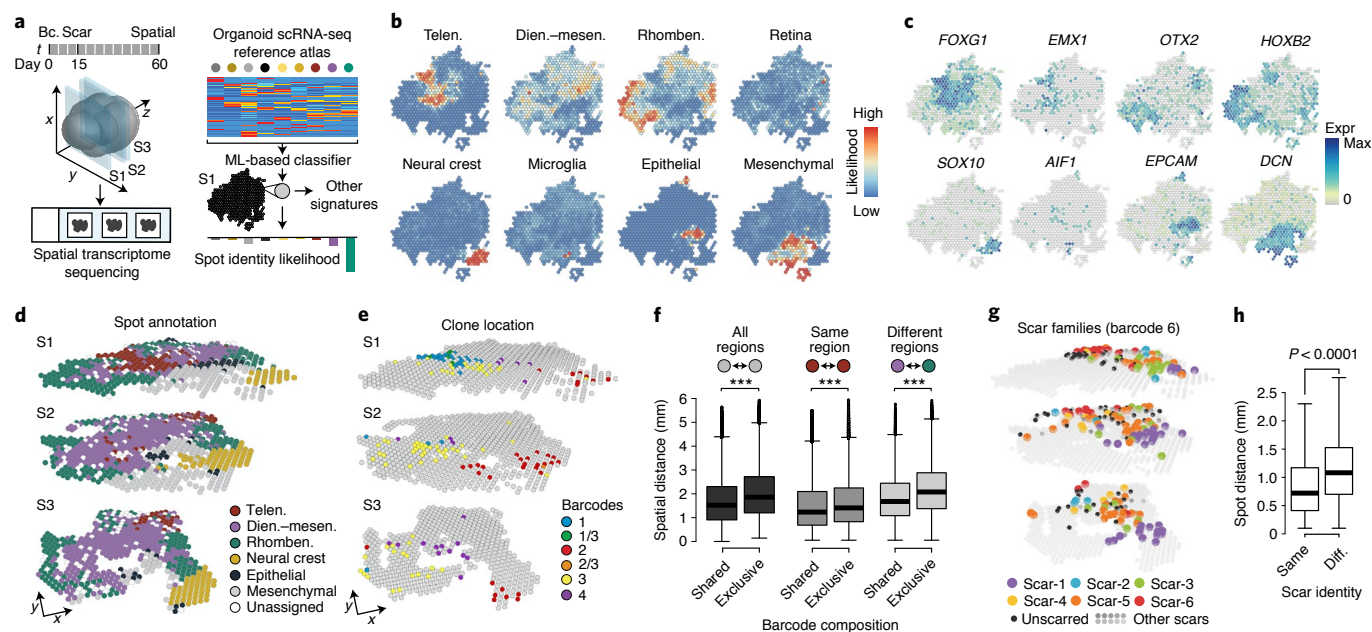 a
Bc. Scar Spatial
t
Day 0 15 60
x
y
z
S3
S2
S1
Spatial transcriptome
sequencing
Organoid scRNA-seq
reference atlas
ML-based classifier
S1
Other
signatures
Spot identity likelihood
b
Telen. Dien.–mesen. Rhomben. Retina
Neural crest Microglia Epithelial Mesenchymal
High
Likelihood
Low
c
FOXG1 EMX1 OTX2 HOXB2
SOX10 AIF1 EPCAM DCN
Expr
Max
0
d
Spot annotation
S1
S2
S3
Telen.
Dien.–mesen.
Rhomben.
Neural crest
Epithelial
Mesenchymal
Unassigned
y
x
e
Clone location
S1
S2
S3
Barcodes
1
1/3
2
2/3
3
4
y
x
f
All
regions
Same
region
Different
regions
*** *** ***
Spatial distance (mm)
6
5
4
3
2
1
0
Shared Exclusive Shared Exclusive Shared Exclusive
Barcode composition
g
Scar families (barcode 6)
Scar-1 Scar-2 Scar-3
Scar-4 Scar-5 Scar-6
Unscarred Other scars
h
P < 0.0001
Spot distance (mm)
2.5
2.0
1.5
1.0
0.5
0
Same Diff.
Scar identity